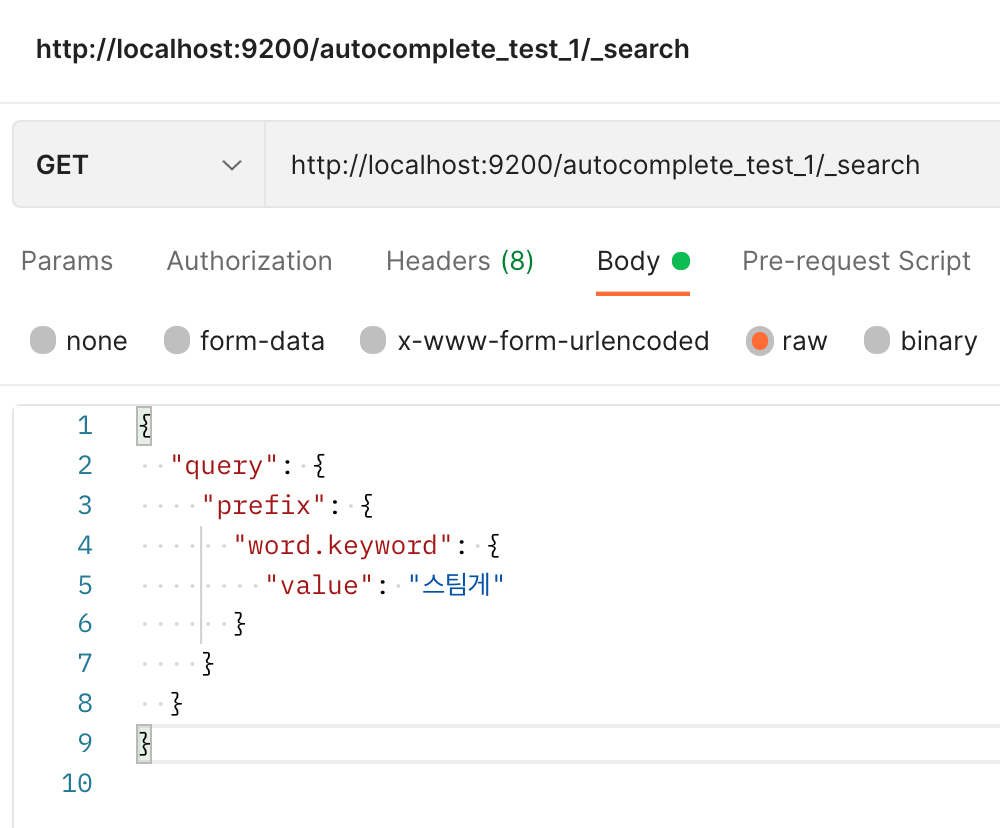 http://localhost:9200/autocomplete_test_1/_search
GET http://localhost:9200/autocomplete_test_1/_search
Params Authorization Headers (8) Body Pre-request Script
none form-data x-www-form-urlencoded raw binary
1 {
2 "query": {
3 "prefix": {
4 "word.keyword": {
5 "value": "스팀게"
6 }
7 }
8 }
9 }
10